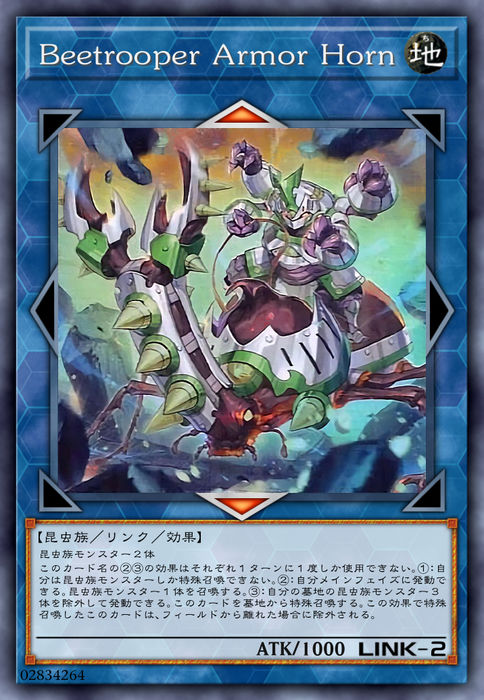 Beetrooper Armor Horn
ち
地
【昆虫族／リンク／効果】
昆虫族モンスター２体
このカード名の②③の効果はそれぞれ１ターンに１度しか使用できない。①：自
分は昆虫族モンスターしか特殊召喚できない。②：自分メインフェイズに発動で
きる。昆虫族モンスター１体を召喚する。③：自分の墓地の昆虫族モンスター３
体を除外して発動できる。このカードを墓地から特殊召喚する。この効果で特殊
召喚したこのカードは、フィールドから離れた場合に除外される。
ATK/1000 LINK-2
02834264